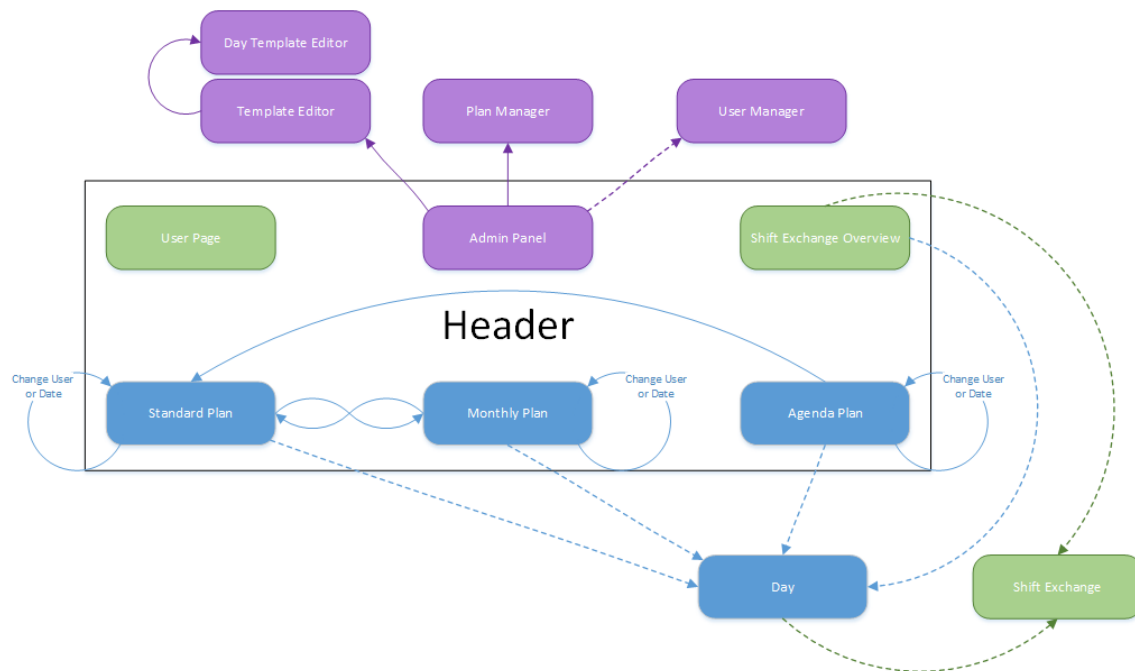 Day Template Editor
Template Editor
Plan Manager
User Manager
User Page
Admin Panel
Shift Exchange Overview
Header
Change User
or Date
Standard Plan
Monthly Plan
Change User
or Date
Agenda Plan
Change User
or Date
Day
Shift Exchange